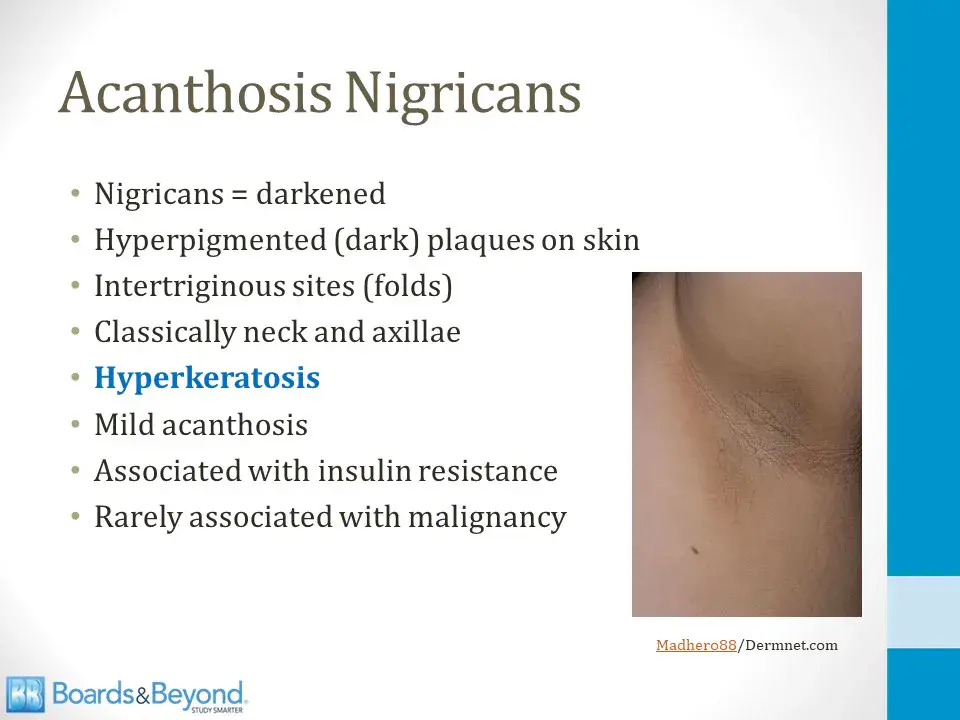 Acanthosis Nigricans
• Nigricans = darkened
• Hyperpigmented (dark) plaques on skin
• Intertriginous sites (folds)
• Classically neck and axillae
• Hyperkeratosis
• Mild acanthosis
• Associated with insulin resistance
• Rarely associated with malignancy
Madhero88/Dermnet.com
BB Boards&Beyond.
STUDY SMARTER